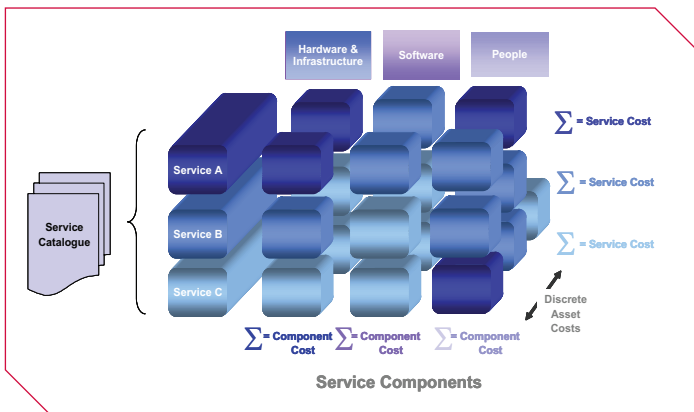 Hardware &
Infrastructure
Software
People
Σ = Service Cost
Service A
Σ = Service Cost
Service
Catalogue
Service B
Σ = Service Cost
Service C
Discrete
Asset
Costs
Σ = Component
Cost
Σ = Component
Cost
Σ = Component
Cost
Service Components